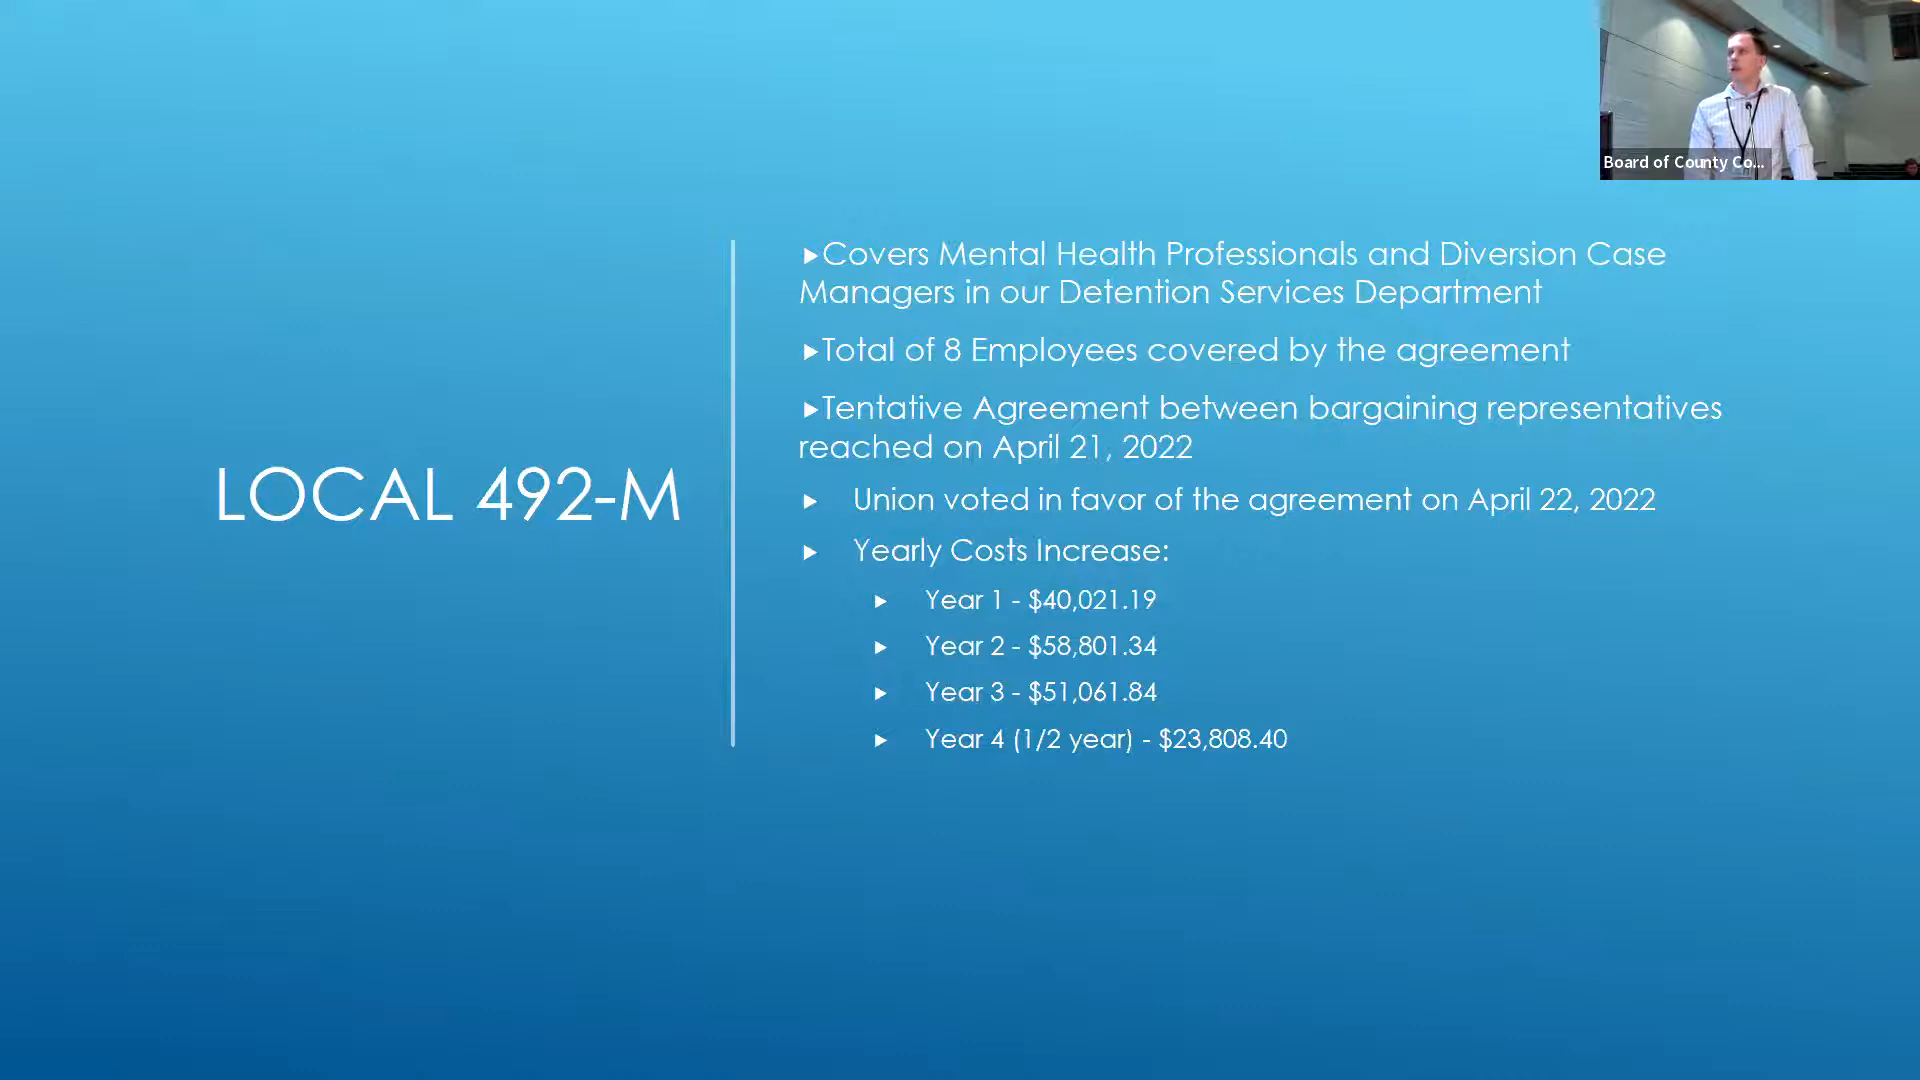 Board of County Co...
LOCAL 492-M
▶Covers Mental Health Professionals and Diversion Case
Managers in our Detention Services Department
▶Total of 8 Employees covered by the agreement
▶Tentative Agreement between bargaining representatives
reached on April 21, 2022
▶ Union voted in favor of the agreement on April 22, 2022
▶ Yearly Costs Increase:
▶ Year 1 - $40,021.19
▶ Year 2 - $58,801.34
▶ Year 3 - $51,061.84
▶ Year 4 (1/2 year) - $23,808.40